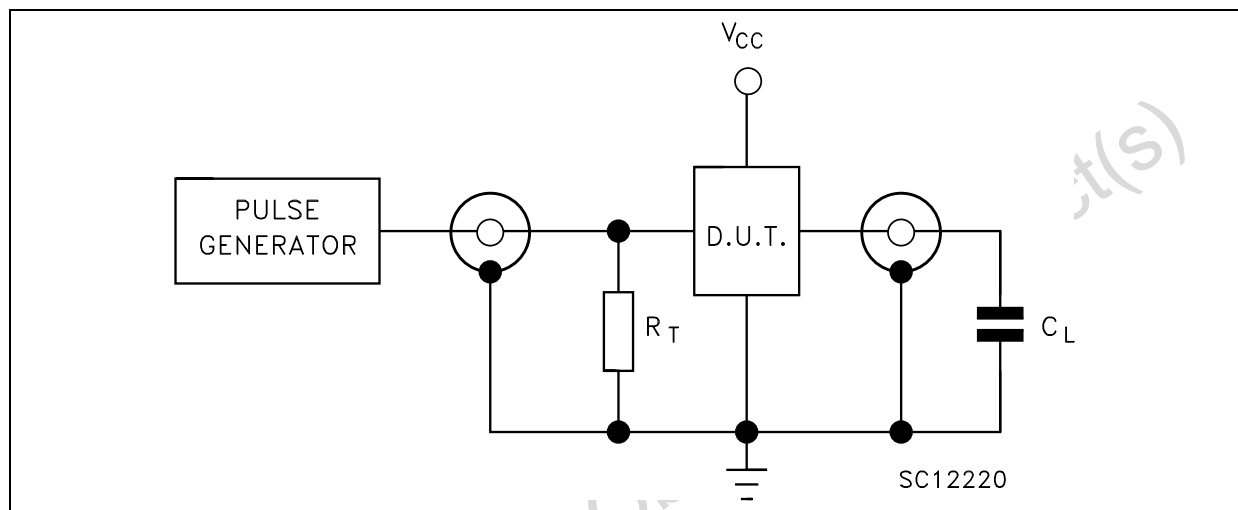 VCC
PULSE
GENERATOR
D.U.T.
RT
CL
SC12220